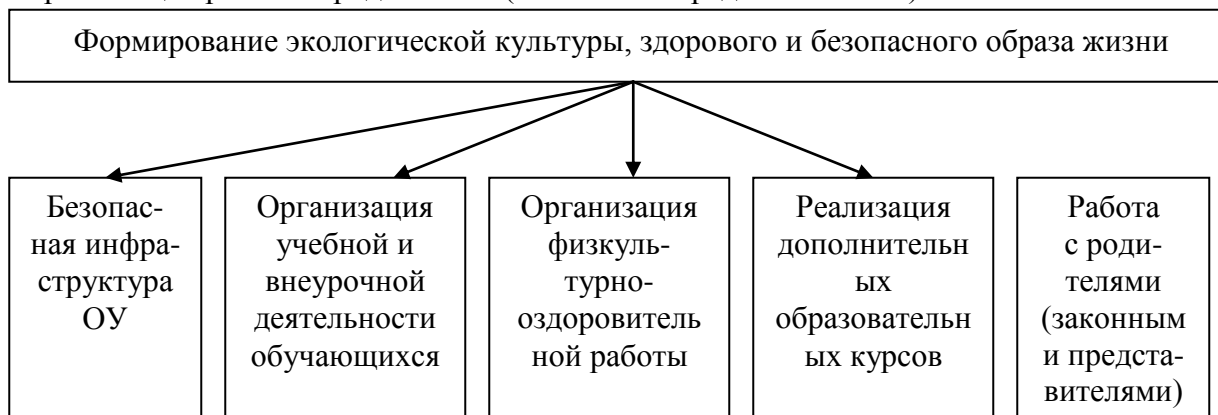 Формирование экологической культуры, здорового и безопасного образа жизни
Безопас-
ная инфра-
структура
ОУ
Организация
учебной и
внеурочной
деятельности
обучающихся
Организация
физкуль-
турно-
оздоровитель
ной работы
Реализация
дополнительн
ых
образовательн
ых курсов
Работа
с роди-
телями
(законным
и предста-
вителями)